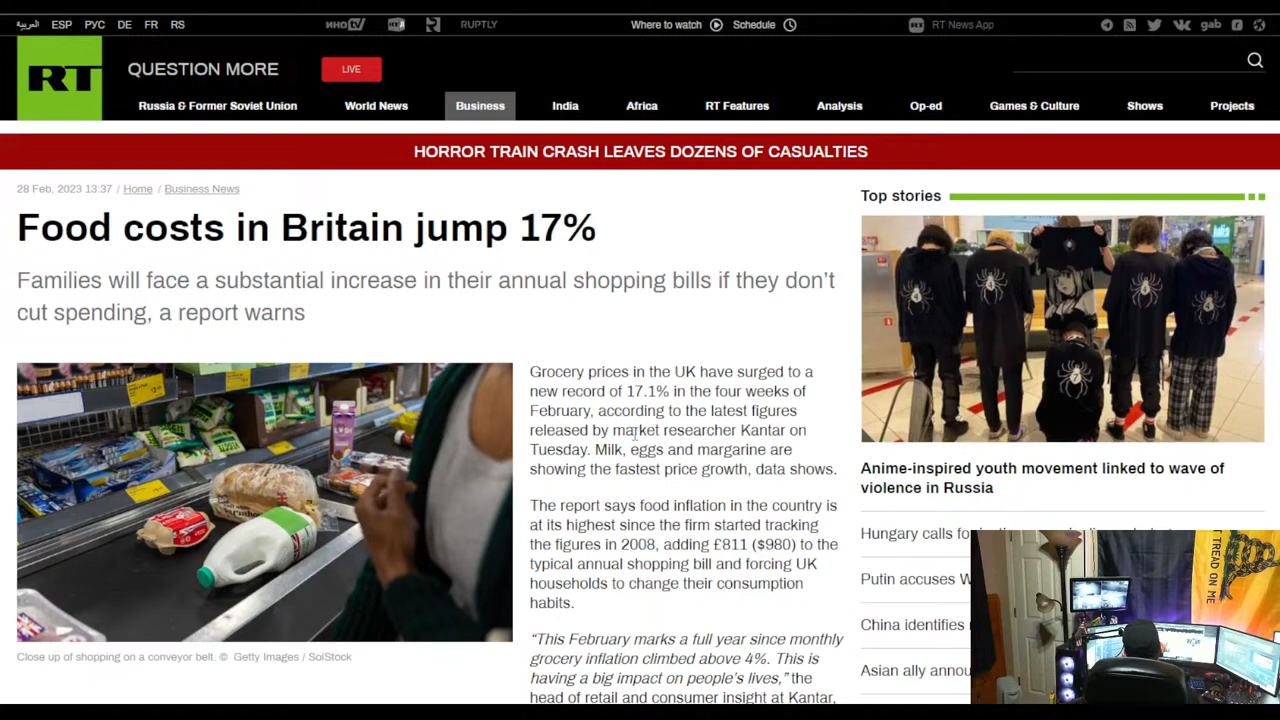 العربية ESP РУС DE FR RS
ИНОTV RUPTLY
Where to watch Schedule
RT News App
gab
RT QUESTION MORE LIVE
Russia & Former Soviet Union World News Business India Africa RT Features Analysis Op-ed Games & Culture Shows Projects
HORROR TRAIN CRASH LEAVES DOZENS OF CASUALTIES
28 Feb, 2023 13:37 / Home / Business News
Food costs in Britain jump 17%
Families will face a substantial increase in their annual shopping bills if they don’t
cut spending, a report warns
Close up of shopping on a conveyor belt. © Getty Images / SolStock
Grocery prices in the UK have surged to a
new record of 17.1% in the four weeks of
February, according to the latest figures
released by market researcher Kantar on
Tuesday. Milk, eggs and margarine are
showing the fastest price growth, data shows.
The report says food inflation in the country is
at its highest since the firm started tracking
the figures in 2008, adding £811 ($980) to the
typical annual shopping bill and forcing UK
households to change their consumption
habits.
“This February marks a full year since monthly
grocery inflation climbed above 4%. This is
having a big impact on people’s lives,” the
head of retail and consumer insight at Kantar,
Top stories
Anime-inspired youth movement linked to wave of
violence in Russia
Hungary calls fo
Putin accuses W
China identifies
Asian ally annou
T TREAD ON ME